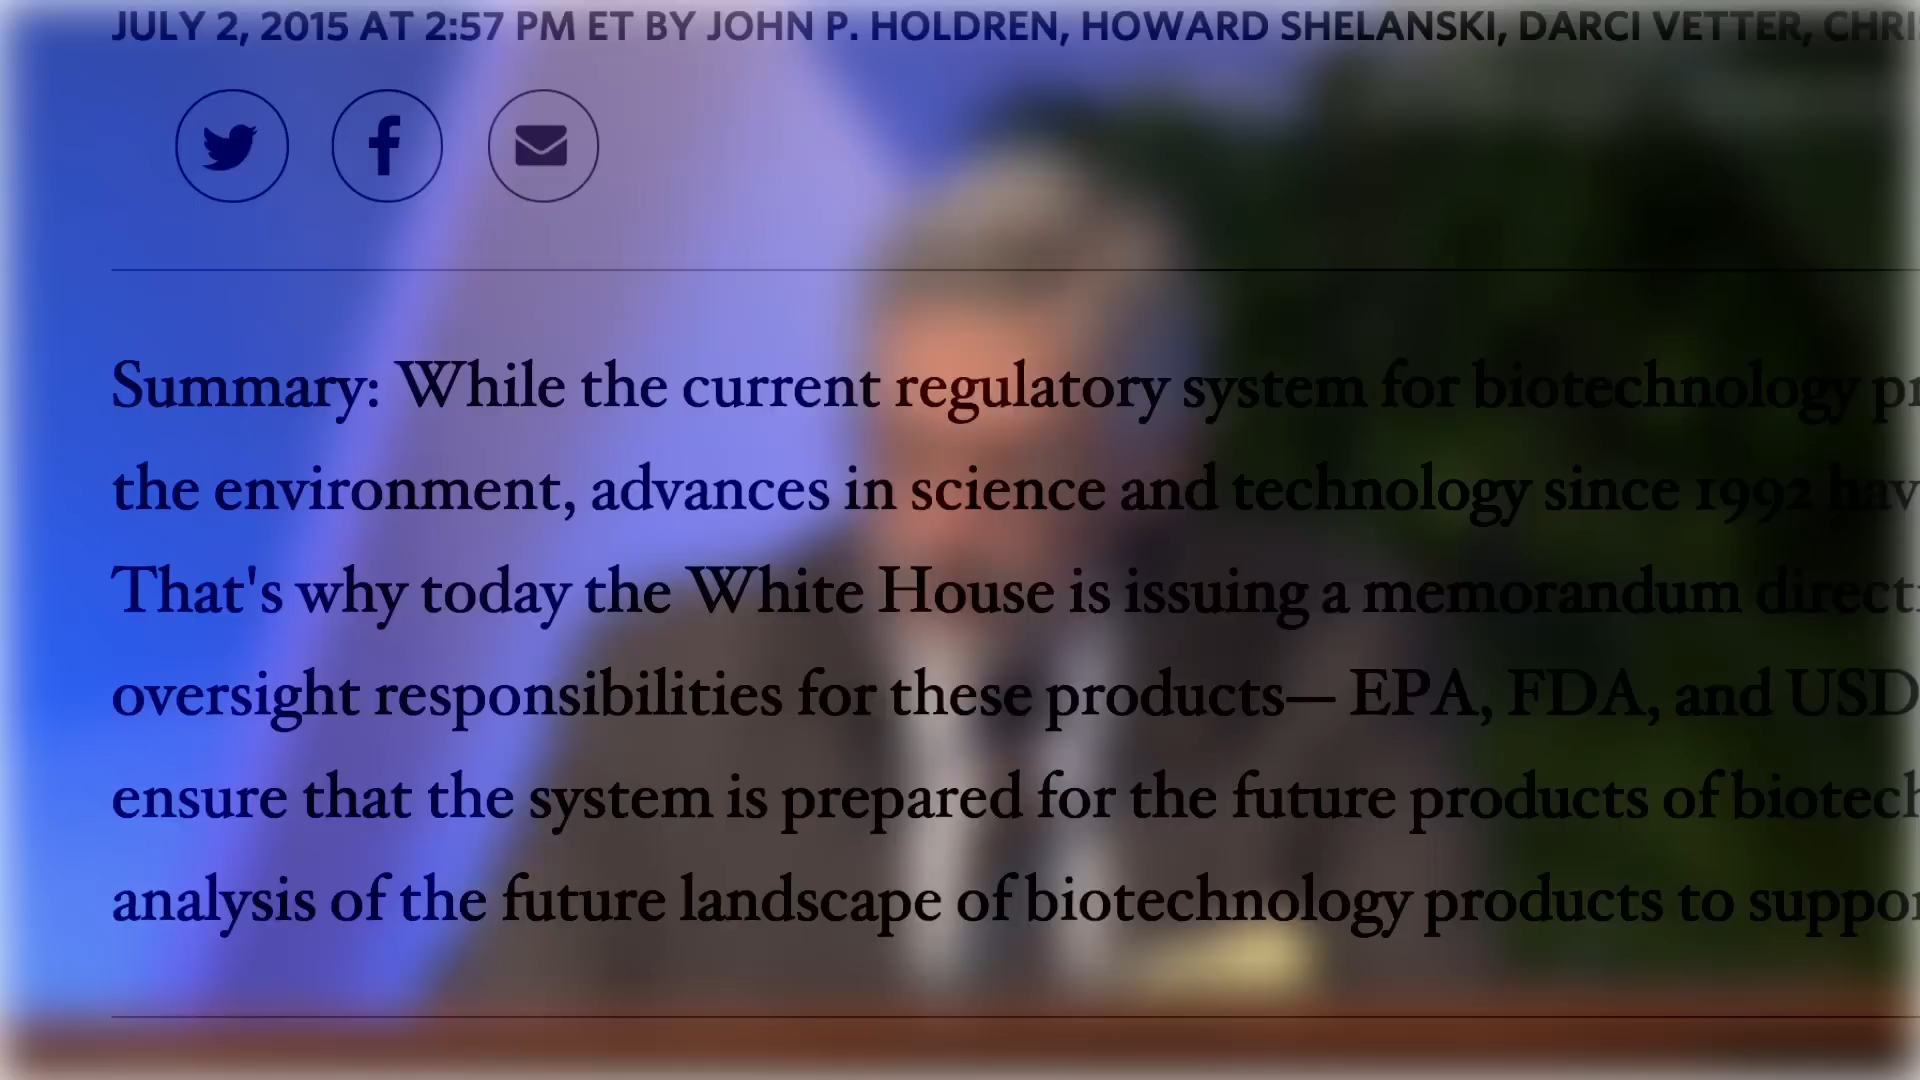 JULY 2, 2015 AT 2:57 PM ET BY JOHN P. HOLDREN, HOWARD SHELANSKI, DARCI VETTER,
Summary: While the current regulatory system for biotechnology
the environment, advances in science and technology since 1992
That's why today the White House is issuing a memorandum
oversight responsibilities for these products— EPA, FDA, and
ensure that the system is prepared for the future products of
analysis of the future landscape of biotechnology products to